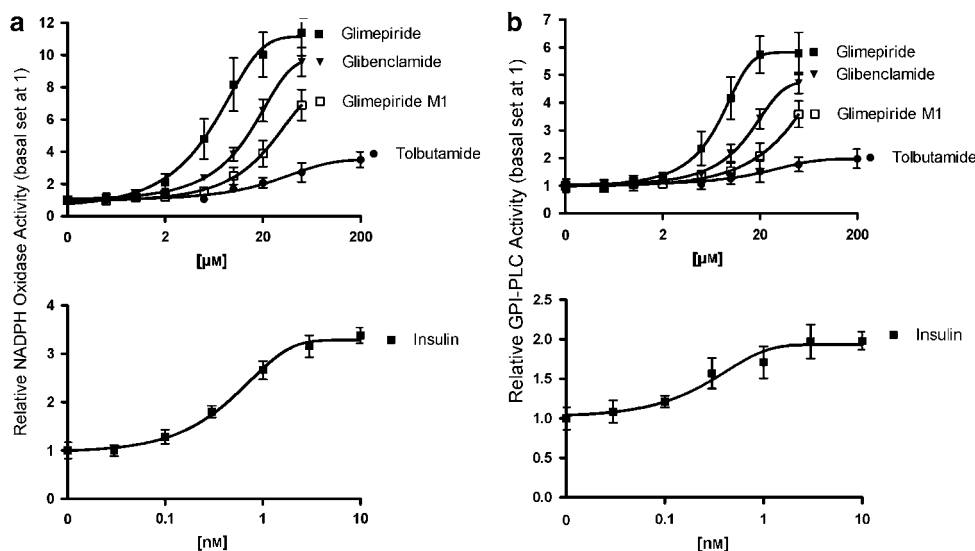 a
Relative NADPH Oxidase Activity (basal set at 1)
12
10
8
6
4
2
0
0
2
20
200
[µM]
Glimepiride
Glibenclamide
Glimepiride M1
Tolbutamide
4
3
2
1
0
0
0.1
1
10
[nM]
Insulin
b
Relative GPI-PLC Activity (basal set at 1)
7
6
5
4
3
2
1
0
0
2
20
200
[µM]
Glimepiride
Glibenclamide
Glimepiride M1
Tolbutamide
2.5
2.0
1.5
1.0
0.5
0.0
0
0.1
1
10
[nM]
Insulin